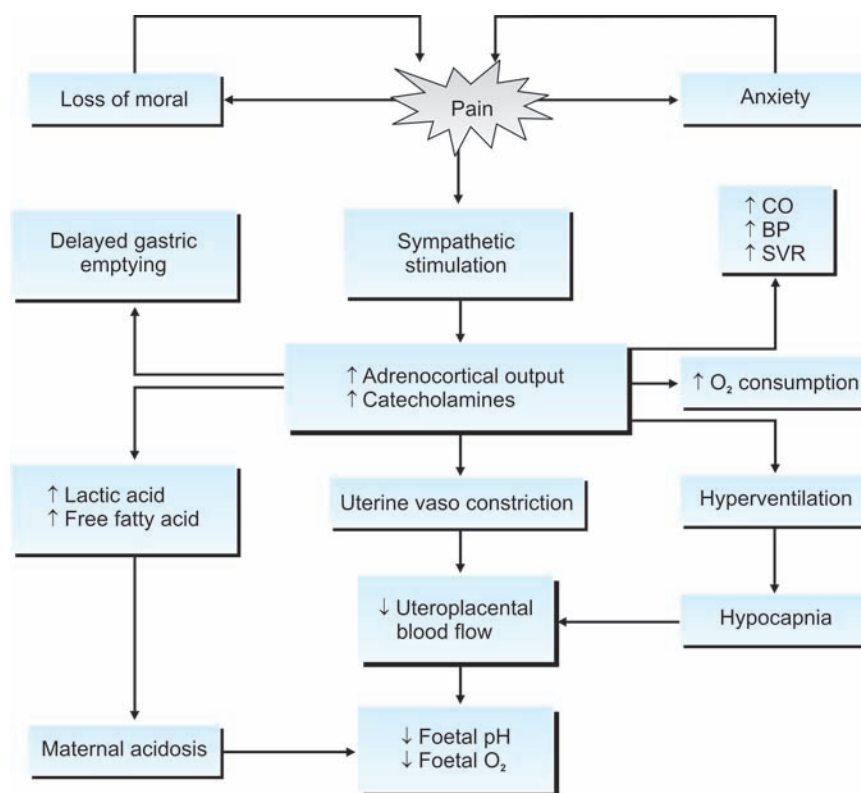 Loss of moral
Pain
Anxiety
Delayed gastric
emptying
Sympathetic
stimulation
↑ CO
↑ BP
↑ SVR
↑ Adrenocortical output
↑ Catecholamines
↑ O₂ consumption
↑ Lactic acid
↑ Free fatty acid
Uterine vaso constriction
Hyperventilation
↓ Uteroplacental
blood flow
Hypocapnia
Maternal acidosis
↓ Foetal pH
↓ Foetal O₂